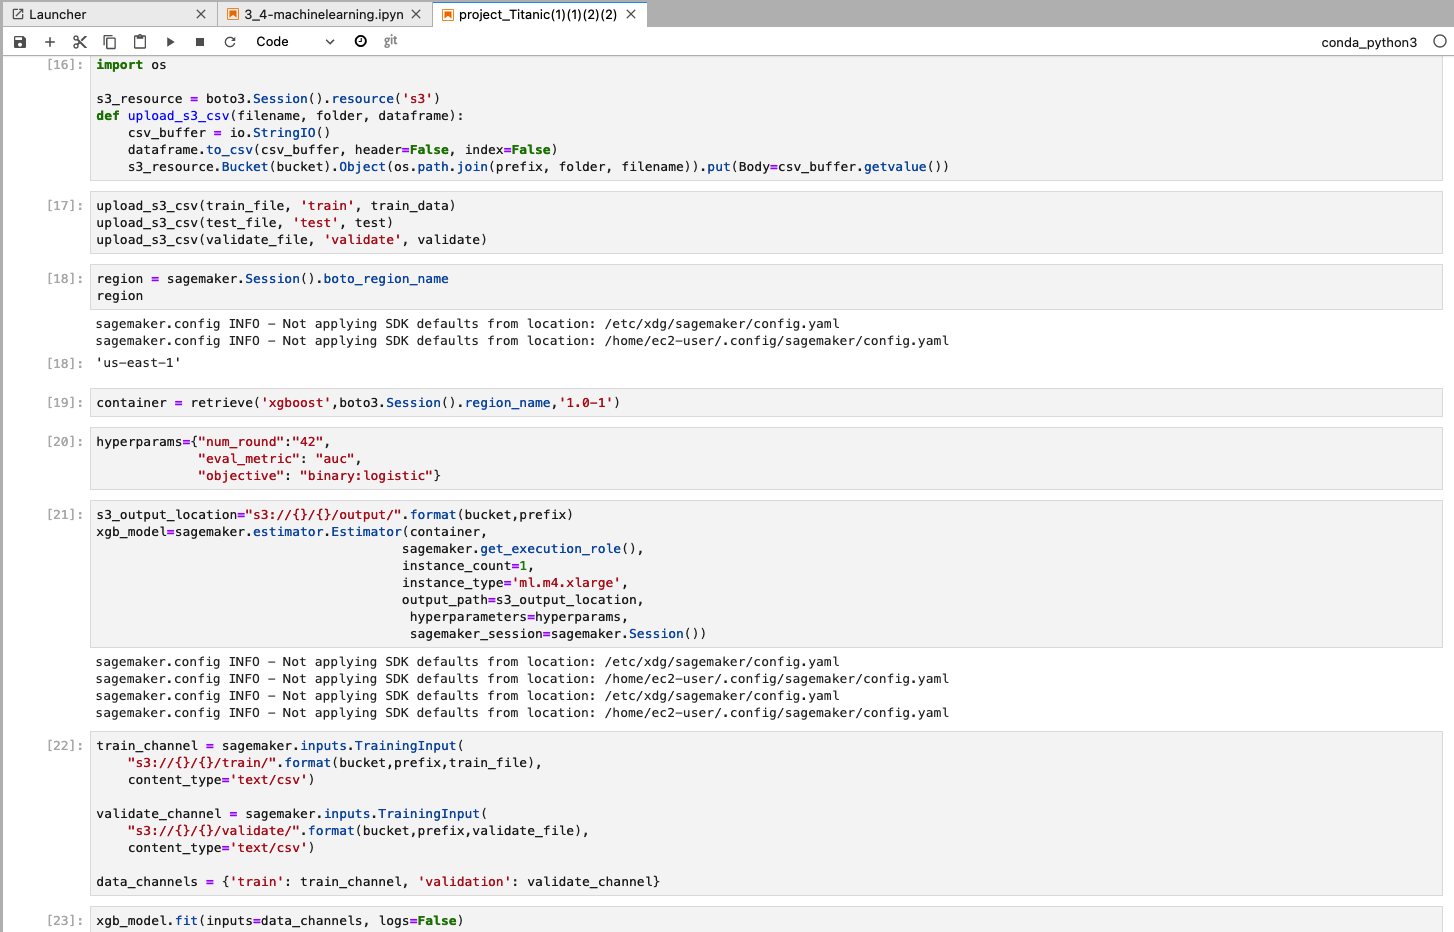 Launcher
3_4-machinelearning.ipyn
project_Titanic(1)(1)(2)(2)
Code
git
conda_python3
[16]:
import os
s3_resource = boto3.Session().resource('s3')
def upload_s3_csv(filename, folder, dataframe):
    csv_buffer = io.StringIO()
    dataframe.to_csv(csv_buffer, header=False, index=False)
    s3_resource.Bucket(bucket).Object(os.path.join(prefix, folder, filename)).put(Body=csv_buffer.getvalue())
[17]:
upload_s3_csv(train_file, 'train', train_data)
upload_s3_csv(test_file, 'test', test)
upload_s3_csv(validate_file, 'validate', validate)
[18]:
region = sagemaker.Session().boto_region_name
region
sagemaker.config INFO - Not applying SDK defaults from location: /etc/xdg/sagemaker/config.yaml
sagemaker.config INFO - Not applying SDK defaults from location: /home/ec2-user/.config/sagemaker/config.yaml
[18]:
'us-east-1'
[19]:
container = retrieve('xgboost',boto3.Session().region_name,'1.0-1')
[20]:
hyperparams={"num_round":"42",
             "eval_metric": "auc",
             "objective": "binary:logistic"}
[21]:
s3_output_location="s3://{}/{}/output/".format(bucket,prefix)
xgb_model=sagemaker.estimator.Estimator(container,
                                       sagemaker.get_execution_role(),
                                       instance_count=1,
                                       instance_type='ml.m4.xlarge',
                                       output_path=s3_output_location,
                                        hyperparameters=hyperparams,
                                        sagemaker_session=sagemaker.Session())
sagemaker.config INFO - Not applying SDK defaults from location: /etc/xdg/sagemaker/config.yaml
sagemaker.config INFO - Not applying SDK defaults from location: /home/ec2-user/.config/sagemaker/config.yaml
sagemaker.config INFO - Not applying SDK defaults from location: /etc/xdg/sagemaker/config.yaml
sagemaker.config INFO - Not applying SDK defaults from location: /home/ec2-user/.config/sagemaker/config.yaml
[22]:
train_channel = sagemaker.inputs.TrainingInput(
    "s3://{}/{}/train/".format(bucket,prefix,train_file),
    content_type='text/csv')
validate_channel = sagemaker.inputs.TrainingInput(
    "s3://{}/{}/validate/".format(bucket,prefix,validate_file),
    content_type='text/csv')
data_channels = {'train': train_channel, 'validation': validate_channel}
[23]:
xgb_model.fit(inputs=data_channels, logs=False)